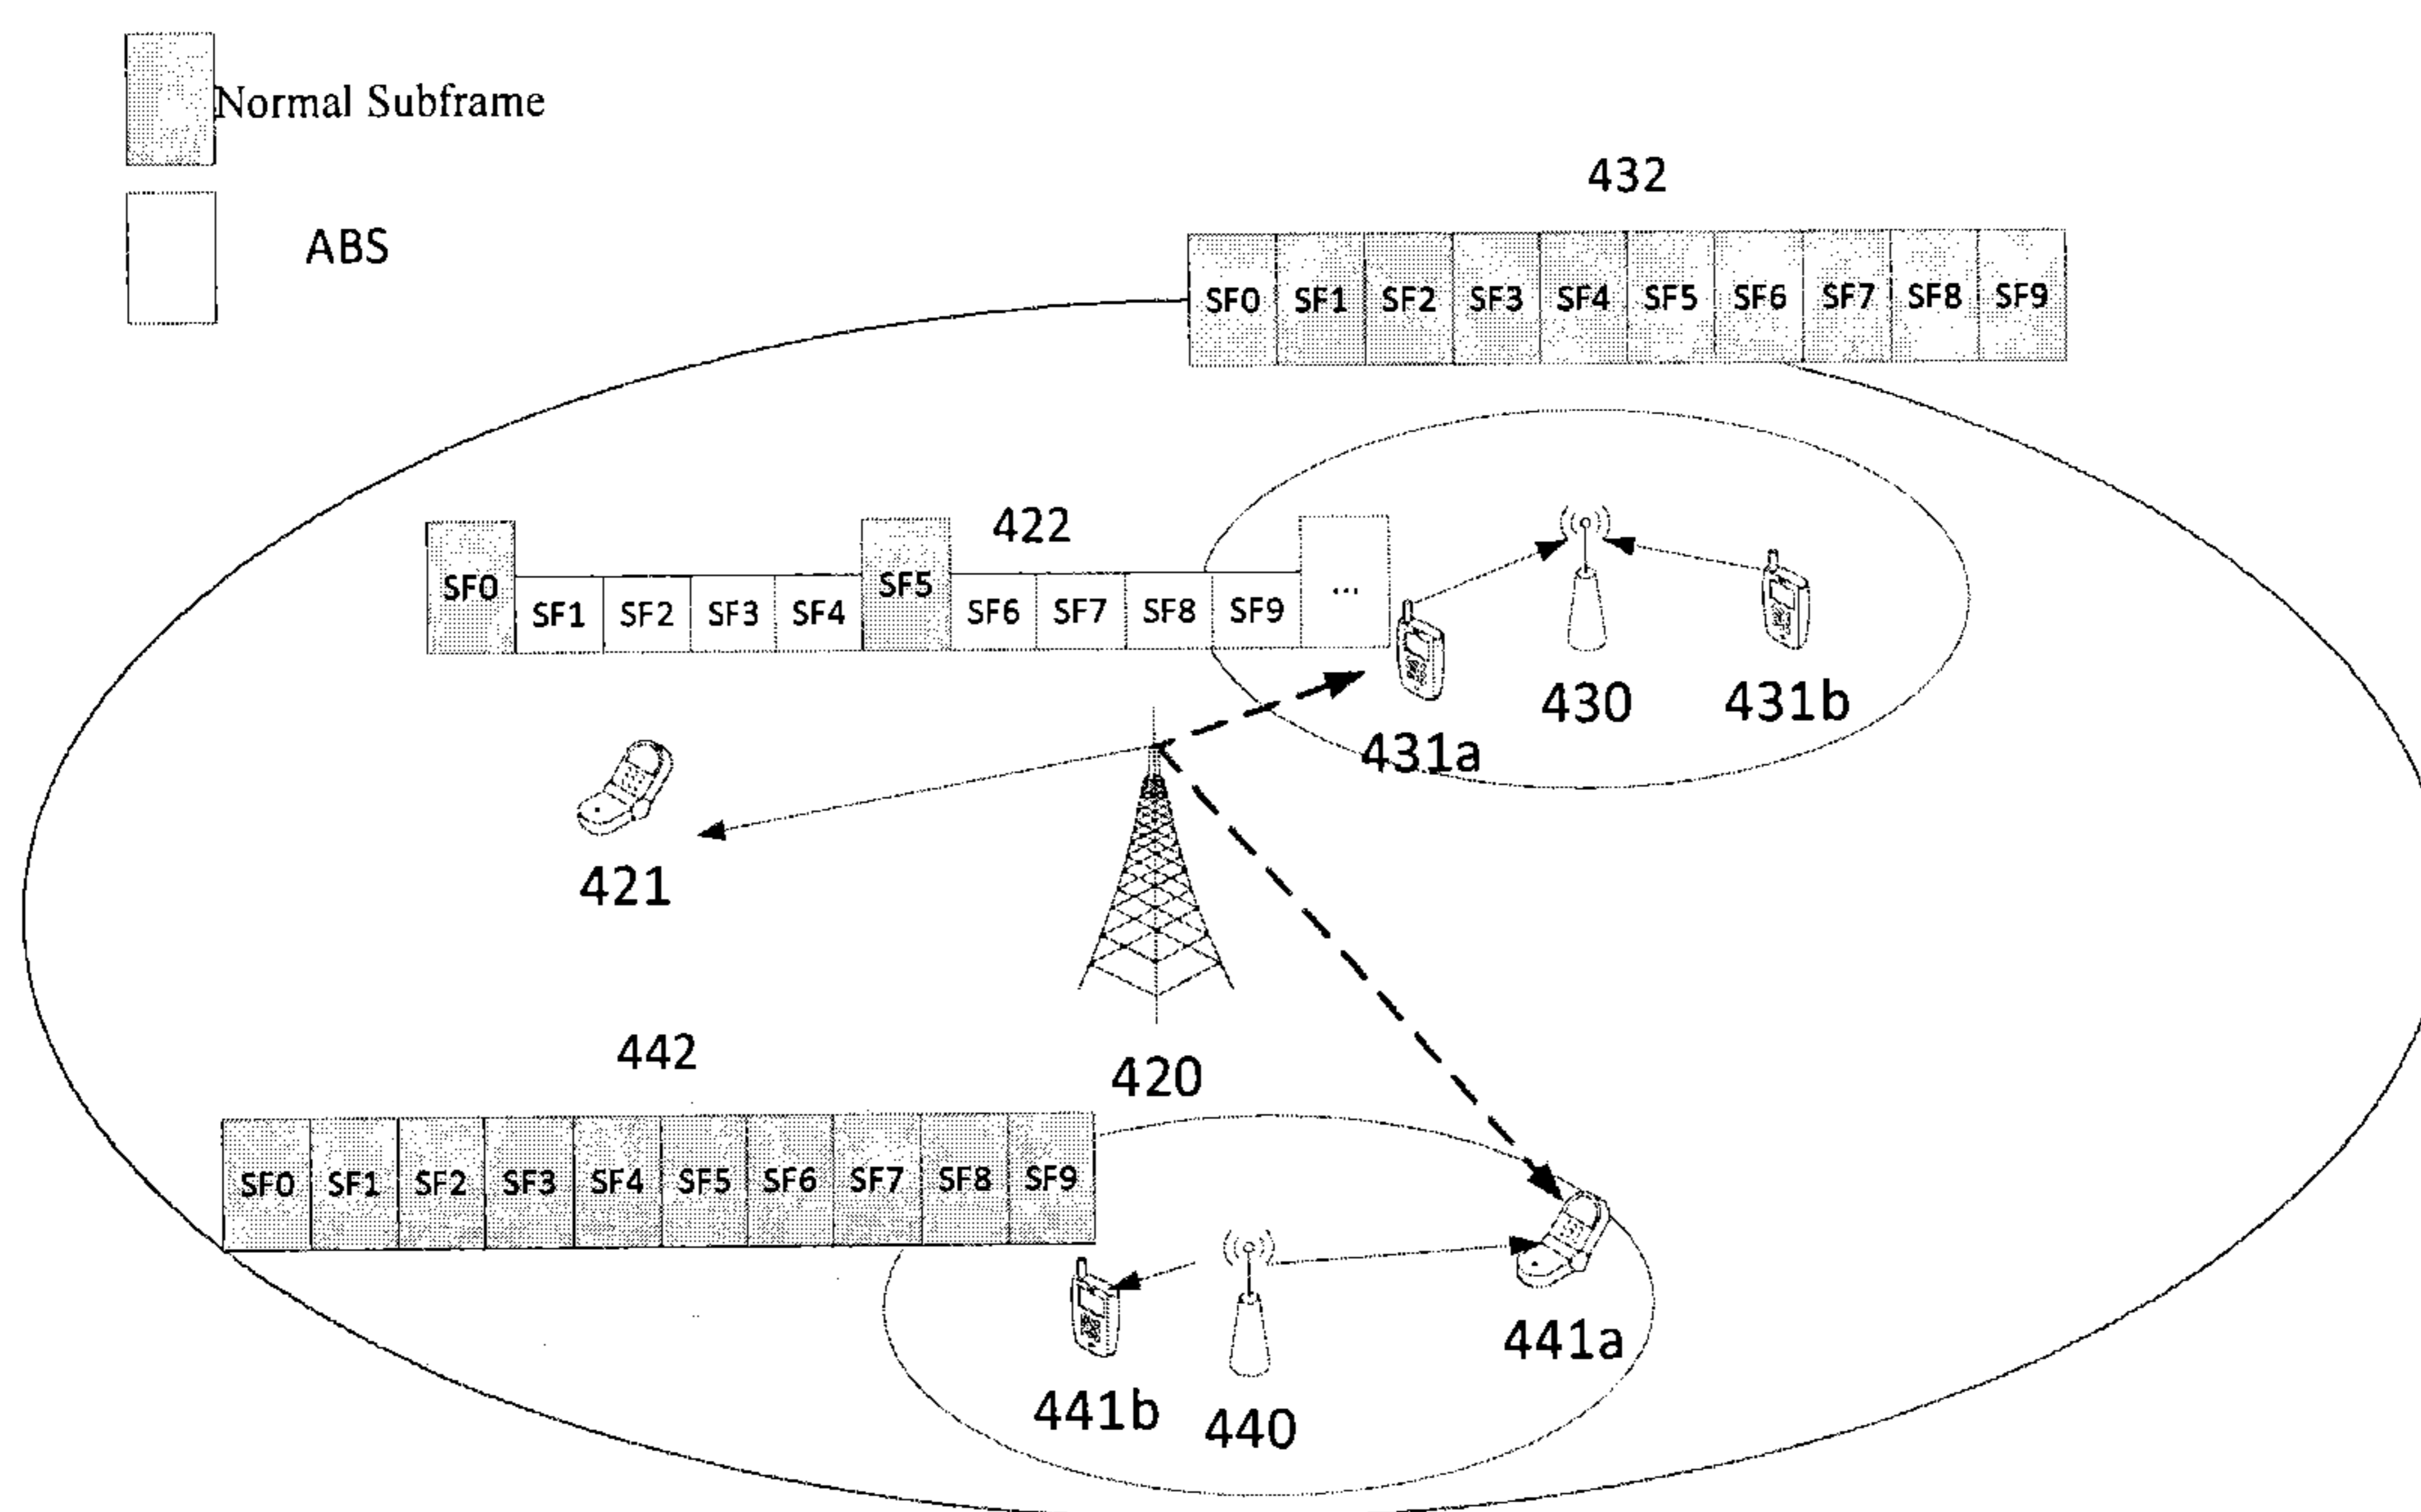 Normal Subframe
ABS
432
SF0 SF1 SF2 SF3 SF4 SF5 SF6 SF7 SF8 SF9
422
SF0 SF1 SF2 SF3 SF4 SF5 SF6 SF7 SF8 SF9 ...
430
431b
431a
421
420
442
SF0 SF1 SF2 SF3 SF4 SF5 SF6 SF7 SF8 SF9
441a
441b
440